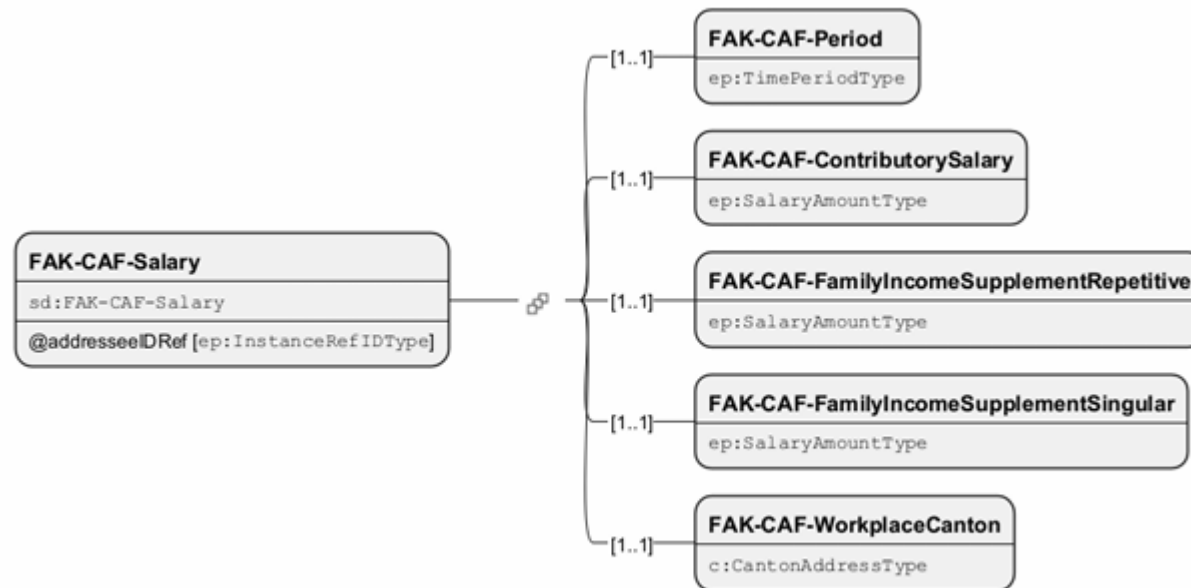 FAK-CAF-Salary
sd:FAK-CAF-Salary
@addresseeIDRef [ep:InstanceRefIDType]
[1..1]
FAK-CAF-Period
ep:TimePeriodType
[1..1]
FAK-CAF-ContributorySalary
ep:SalaryAmountType
[1..1]
FAK-CAF-FamilyIncomeSupplementRepetitive
ep:SalaryAmountType
[1..1]
FAK-CAF-FamilyIncomeSupplementSingular
ep:SalaryAmountType
[1..1]
FAK-CAF-WorkplaceCanton
c:CantonAddressType